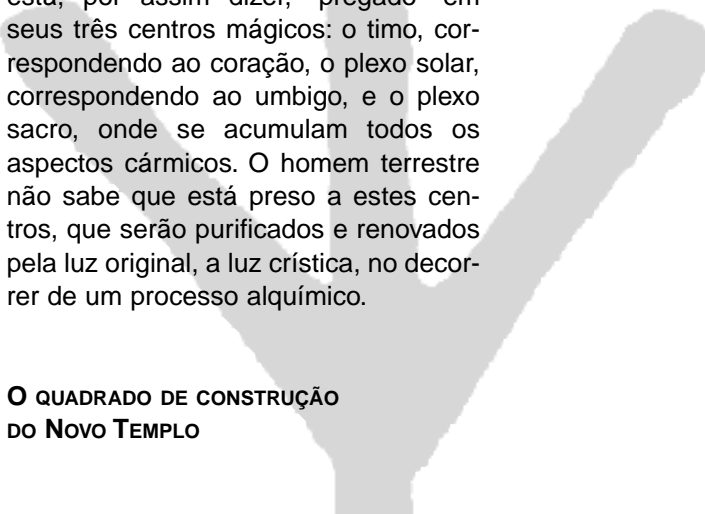 está, por assim dizer, “pregado” em
seus três centros mágicos: o timo, cor-
respondendo ao coração, o plexo solar,
correspondendo ao umbigo, e o plexo
sacro, onde se acumulam todos os
aspectos cármicos. O homem terrestre
não sabe que está preso a estes cen-
tros, que serão purificados e renovados
pela luz original, a luz crística, no decor-
rer de um processo alquímico.
O QUADRADO DE CONSTRUÇÃO
DO NOVO TEMPLO